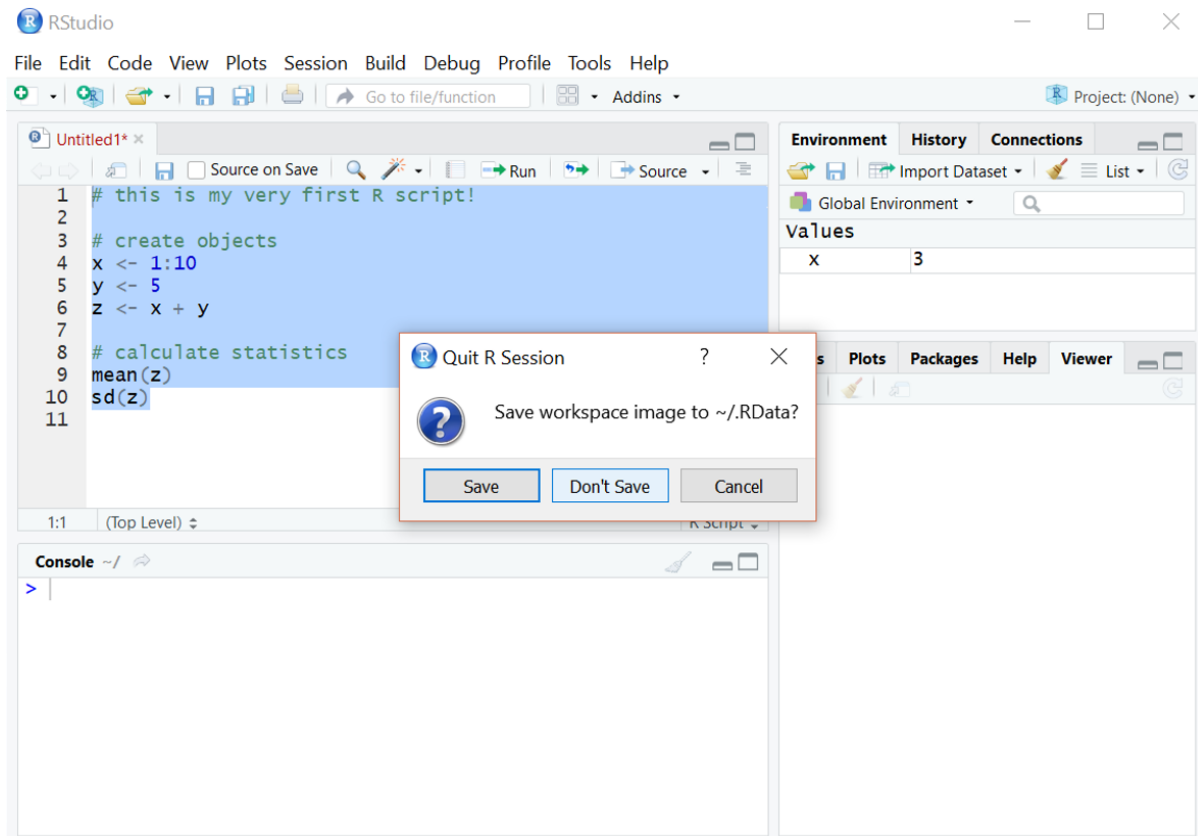 RStudio
File Edit Code View Plots Session Build Debug Profile Tools Help
Go to file/function Addins Project: (None)
Untitled1*
Source on Save Run Source
1 # this is my very first R script!
2
3 # create objects
4 x <- 1:10
5 y <- 5
6 z <- x + y
7
8 # calculate statistics
9 mean(z)
10 sd(z)
11
1:1 (Top Level) R Script
Console ~/
>
Environment History Connections
Import Dataset List
Global Environment
Values
x 3
Plots Packages Help Viewer
Quit R Session ?
Save workspace image to ~/.RData?
Save Don't Save Cancel